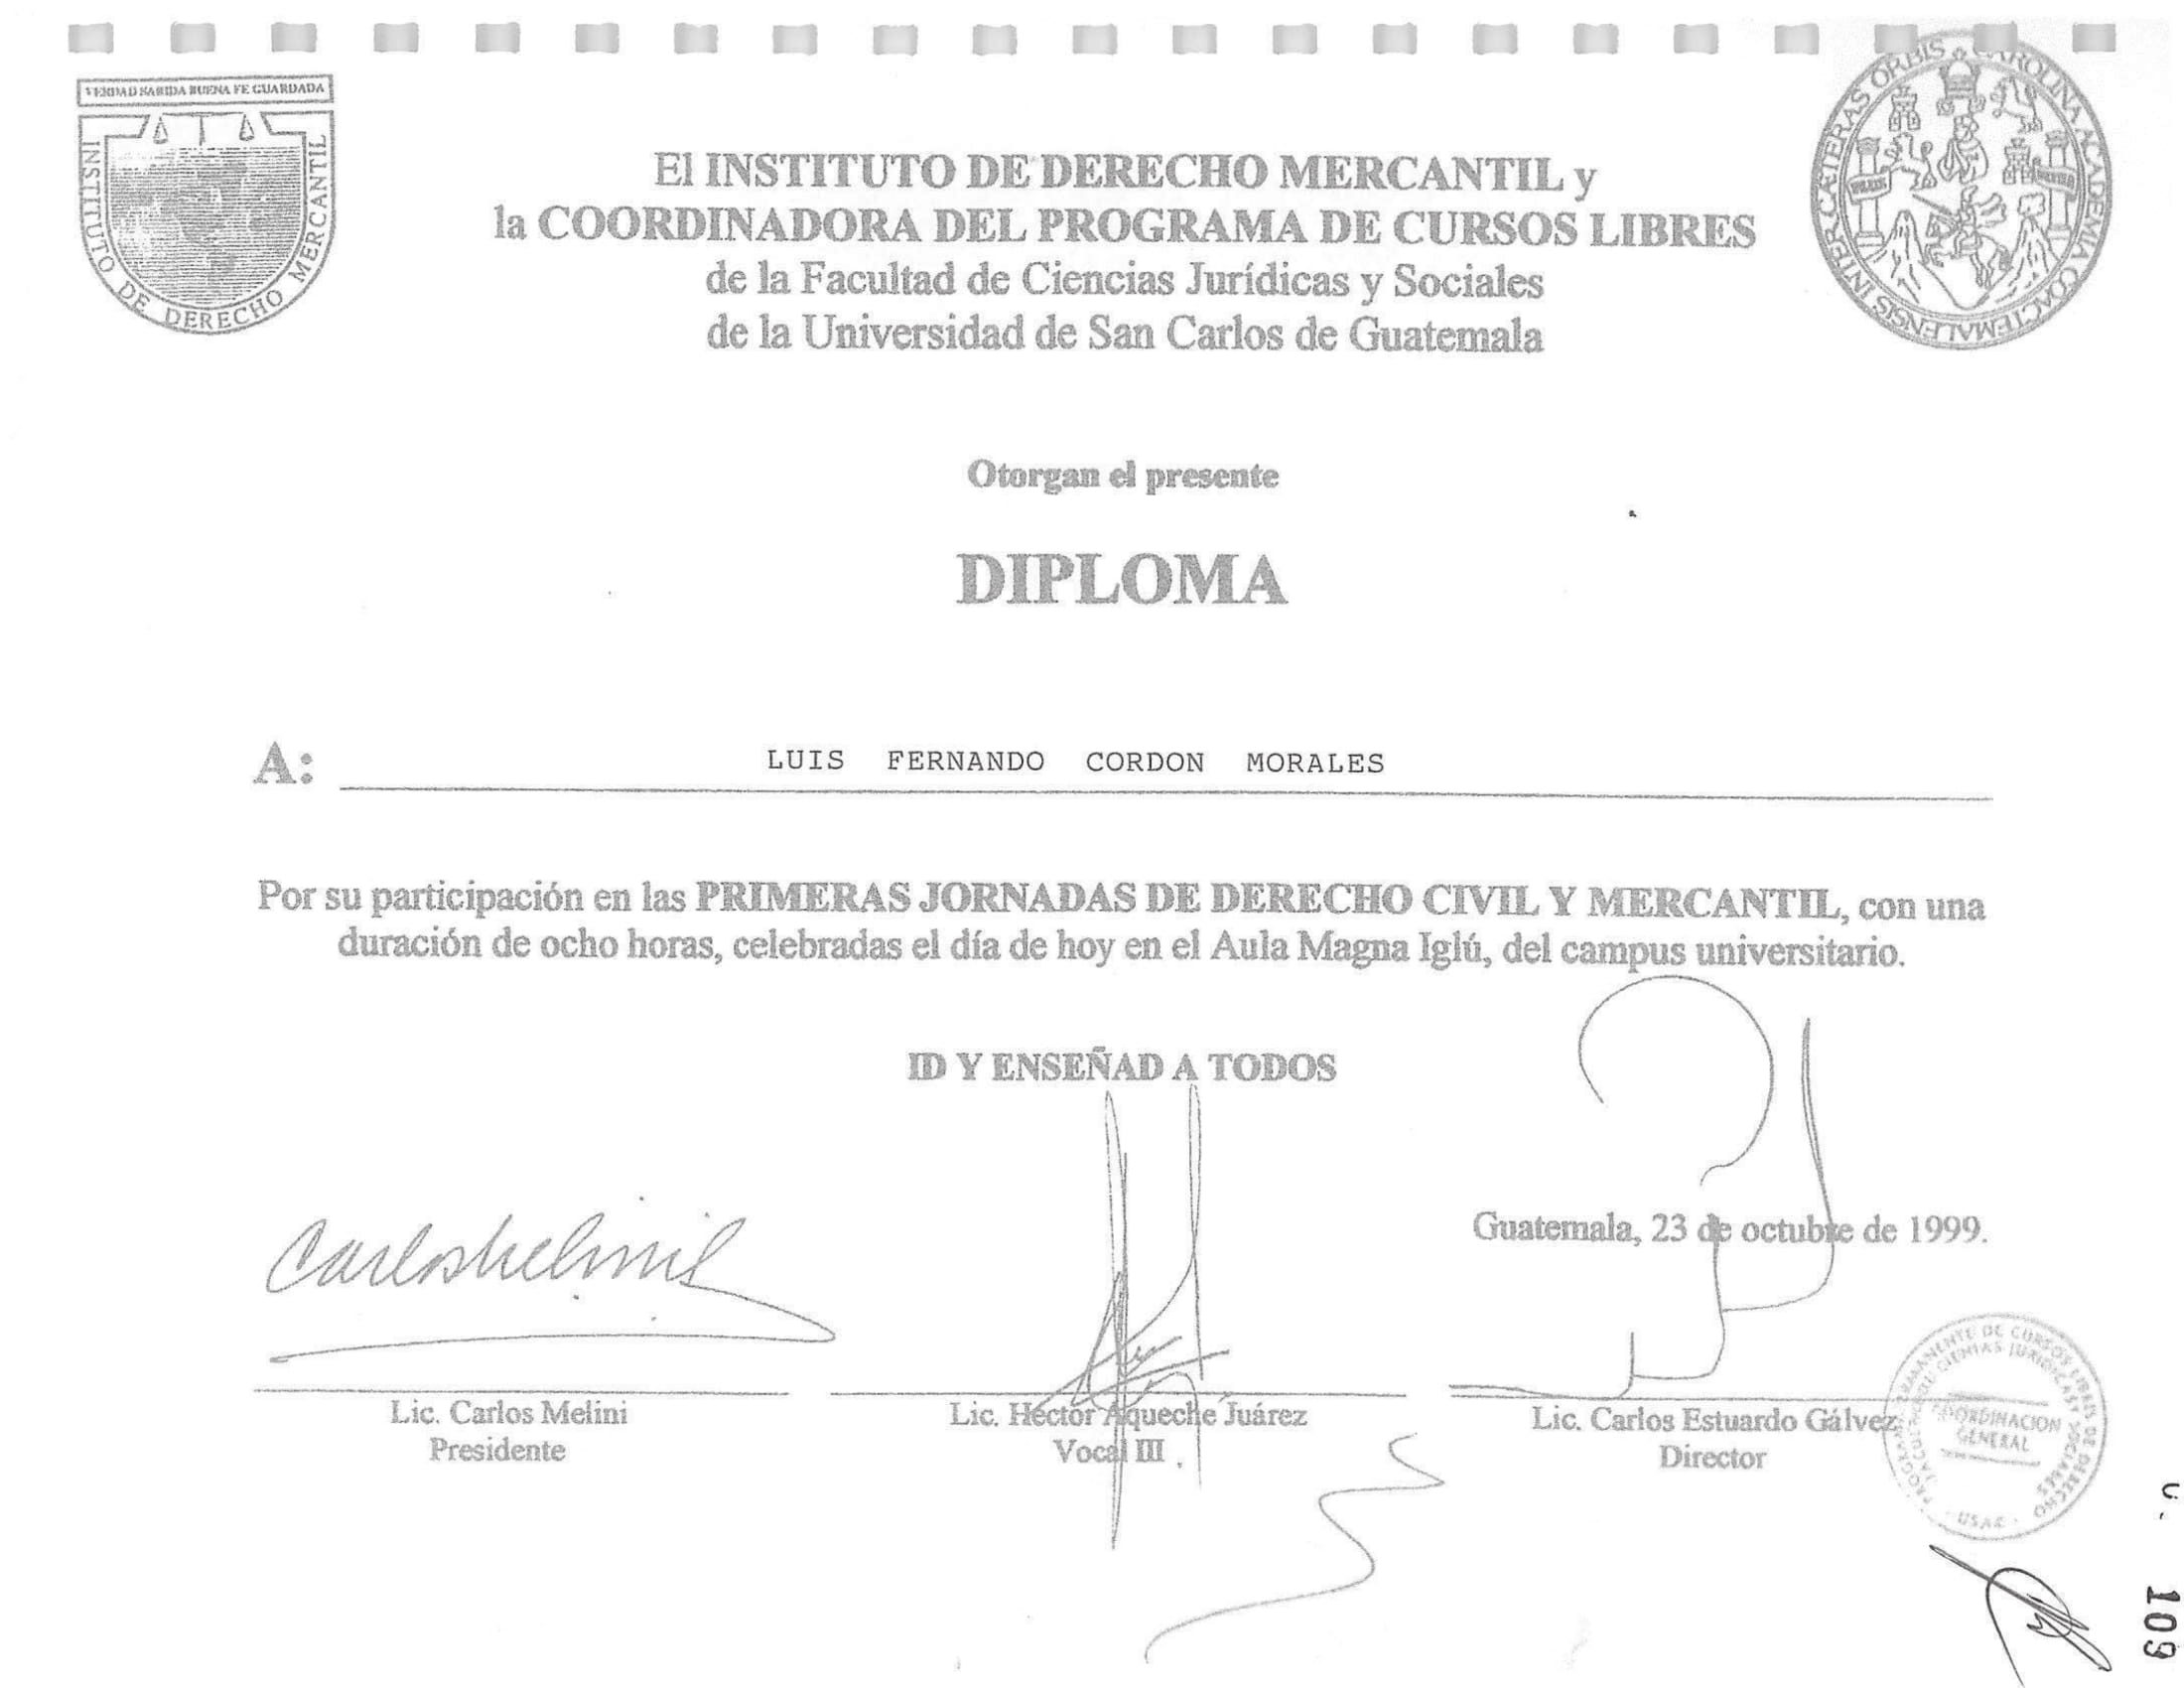 VERDAD SABIDA BUENA FE GUARDADA
INSTITUTO DE DERECHO MERCANTIL
INTER CÆTERAS ORBIS CAROLINA ACADEMIA COACTEMALENSIS
El INSTITUTO DE DERECHO MERCANTIL y
la COORDINADORA DEL PROGRAMA DE CURSOS LIBRES
de la Facultad de Ciencias Jurídicas y Sociales
de la Universidad de San Carlos de Guatemala
Otorgan el presente
DIPLOMA
A: LUIS FERNANDO CORDON MORALES
Por su participación en las PRIMERAS JORNADAS DE DERECHO CIVIL Y MERCANTIL, con una
duración de ocho horas, celebradas el día de hoy en el Aula Magna Iglú, del campus universitario.
ID Y ENSEÑAD A TODOS
Guatemala, 23 de octubre de 1999.
Lic. Carlos Melini
Presidente
Lic. Héctor Aqueche Juárez
Vocal III
Lic. Carlos Estuardo Gálvez
Director
COORDINACION
GENERAL
USAC
109